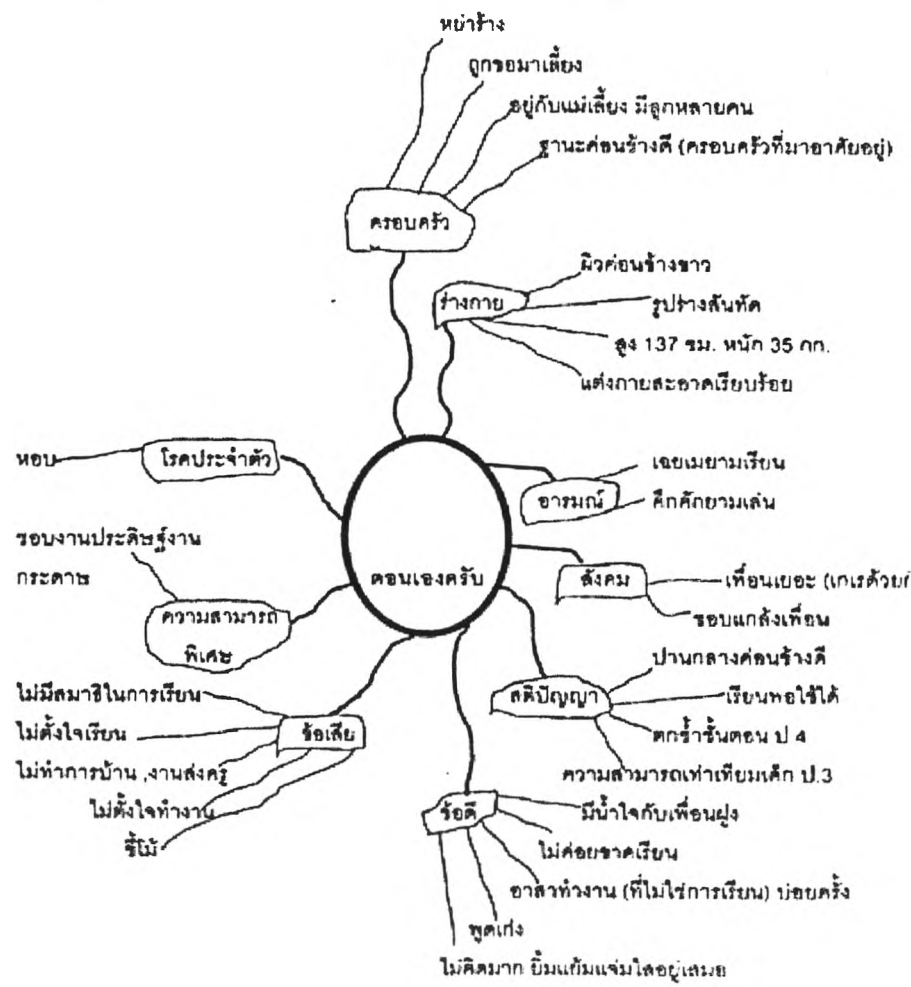 หย่าร้าง
ถูกขอมาเลี้ยง
อยู่กับแม่เลี้ยง มีลูกหลายคน
ฐานะค่อนข้างดี (ครอบครัวที่มาอาศัยอยู่)
ครอบครัว
ผิวค่อนข้างขาว
ร่างกาย
รูปร่างสันทัด
สูง 137 ซม. หนัก 35 กก.
แต่งกายสะอาดเรียบร้อย
หอบ
โรคประจำตัว
เฉยเมยามเรียน
อารมณ์
คึกคักยามเล่น
ชอบงานประดิษฐ์งาน
กระดาษ
ตอนเองครับ
สังคม
เพื่อนเยอะ (เกเรด้วย
ชอบแกล้งเพื่อน
ความสามารถ
พิเศษ
ปานกลางค่อนข้างดี
สติปัญญา
เรียนพอใช้ได้
ตกซ้ำชั้นตอน ป 4
ความสามารถเท่าเทียมเด็ก ป.3
ไม่มีสมาธิในการเรียน
ไม่ตั้งใจเรียน
ข้อเสีย
ไม่ทำการบ้าน ,งานส่งครู
ไม่ตั้งใจทำงาน
ขี้โม้
ข้อดี
มีน้ำใจกับเพื่อนฝูง
ไม่ค่อยขาดเรียน
อาสาทำงาน (ที่ไม่ใช่การเรียน) บ่อยครั้ง
พูดเก่ง
ไม่คิดมาก ยิ้มแย้มแจ่มใสอยู่เสมอ